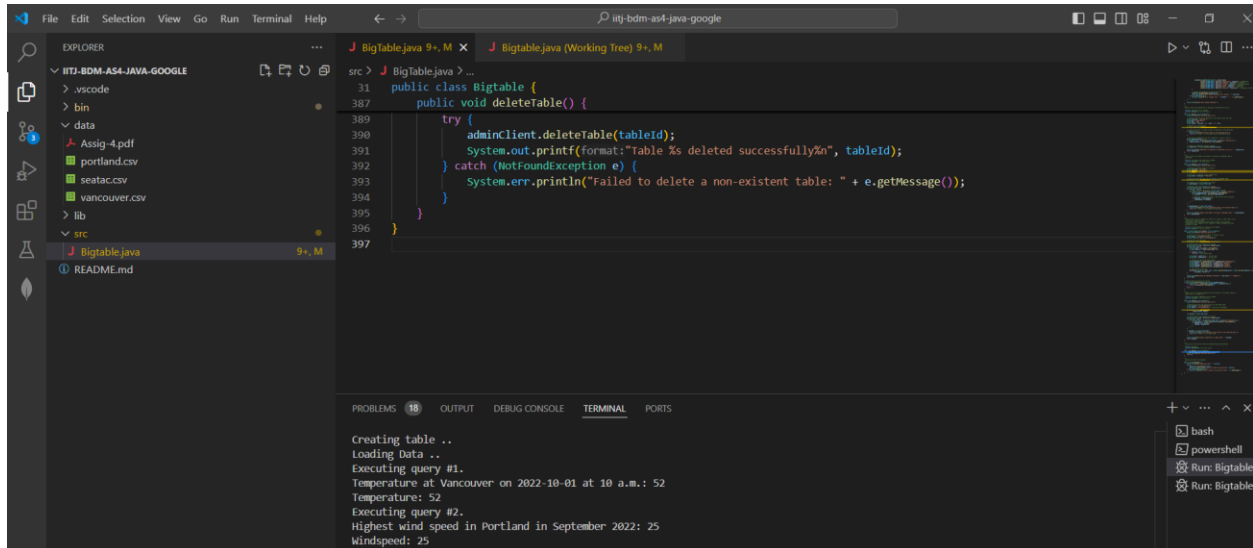 File Edit Selection View Go Run Terminal Help
iitj-bdm-as4-java-google
EXPLORER
IITJ-BDM-AS4-JAVA-GOOGLE
.vscode
bin
data
Assig-4.pdf
portland.csv
seatac.csv
vancouver.csv
lib
src
Bigtable.java 9+, M
README.md
3
BigTable.java 9+, M
Bigtable.java (Working Tree) 9+, M
src > BigTable.java > ...
31 public class Bigtable {
387 public void deleteTable() {
389 try {
390 adminClient.deleteTable(tableId);
391 System.out.printf(format:"Table %s deleted successfully%n", tableId);
392 } catch (NotFoundException e) {
393 System.err.println("Failed to delete a non-existent table: " + e.getMessage());
394 }
395 }
396 }
397
PROBLEMS 18 OUTPUT DEBUG CONSOLE TERMINAL PORTS
Creating table ..
Loading Data ..
Executing query #1.
Temperature at Vancouver on 2022-10-01 at 10 a.m.: 52
Temperature: 52
Executing query #2.
Highest wind speed in Portland in September 2022: 25
Windspeed: 25
bash
powershell
Run: Bigtable
Run: Bigtable